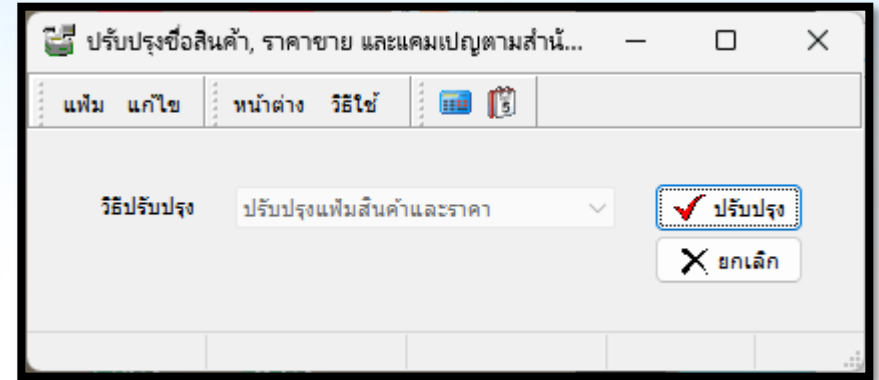 ปรับปรุงชื่อสินค้า, ราคาขาย และแคมเปญตามสำนั...
แฟ้ม แก้ไข หน้าต่าง วิธีใช้ 5
วิธีปรับปรุง ปรับปรุงแฟ้มสินค้าและราคา ปรับปรุง
ยกเลิก